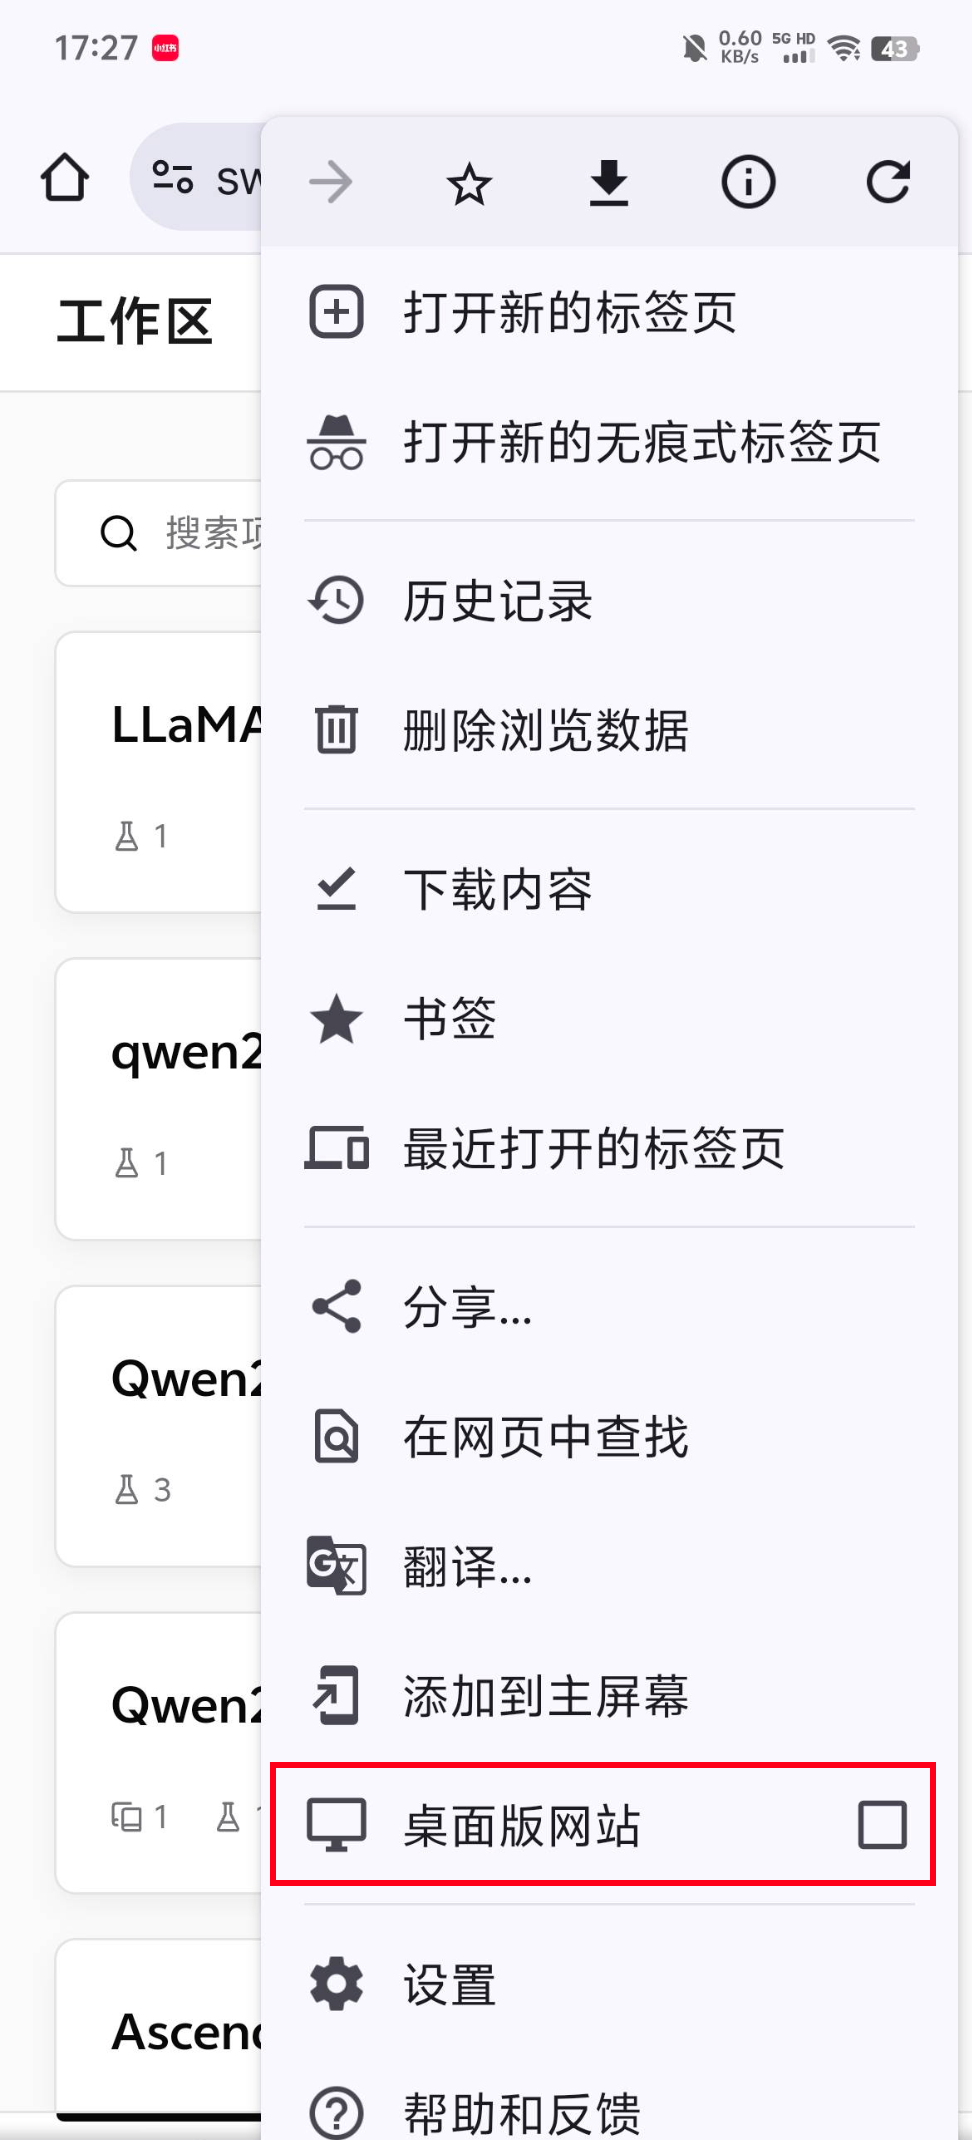 17:27
小红书
0.60 KB/s
5G HD
43
sw
工作区
打开新的标签页
打开新的无痕式标签页
搜索项
历史记录
LLaMA
删除浏览数据
1
下载内容
书签
qwen2
最近打开的标签页
1
分享...
Qwen2
在网页中查找
3
翻译...
添加到主屏幕
Qwen2
1
桌面版网站
设置
Ascend
帮助和反馈